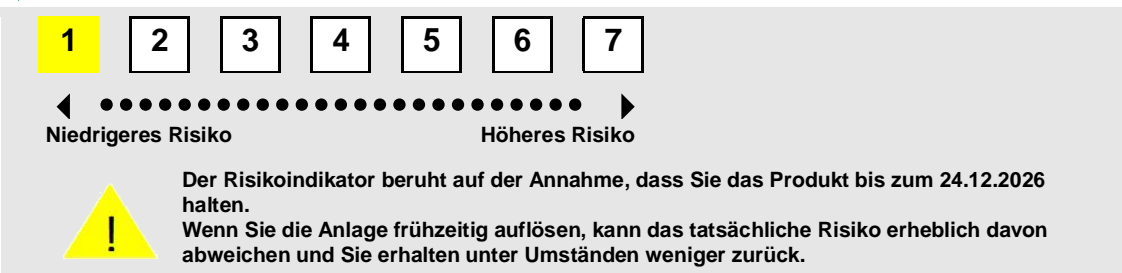 1 2 3 4 5 6 7
Niedrigeres Risiko Höheres Risiko
! Der Risikoindikator beruht auf der Annahme, dass Sie das Produkt bis zum 24.12.2026
halten.
Wenn Sie die Anlage frühzeitig auflösen, kann das tatsächliche Risiko erheblich davon
abweichen und Sie erhalten unter Umständen weniger zurück.